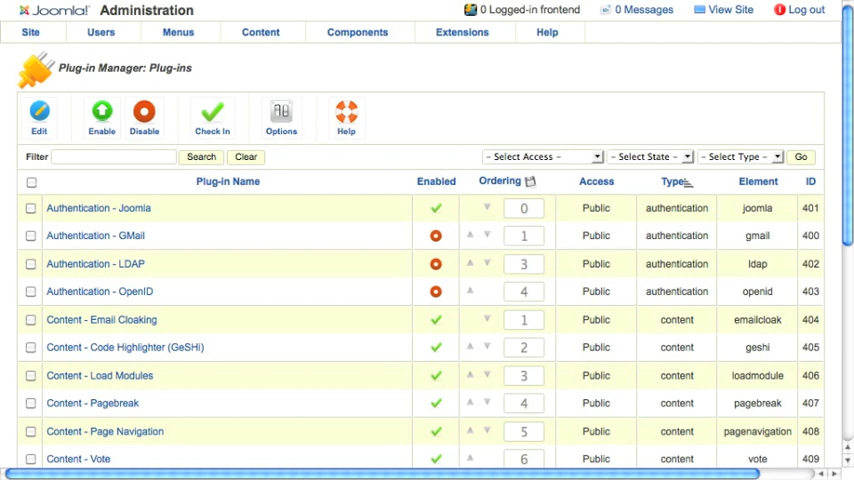 Joomla! Administration 0 Logged-in frontend 0 Messages View Site Log out
Site Users Menus Content Components Extensions Help
Plug-in Manager: Plug-ins
Edit Enable Disable Check In Options Help
Filter Search Clear - Select Access - - Select State - - Select Type - Go
Plug-in Name Enabled Ordering Access Type Element ID
Authentication - Joomla 0 Public authentication joomla 401
Authentication - GMail 1 Public authentication gmail 400
Authentication - LDAP 3 Public authentication ldap 402
Authentication - OpenID 4 Public authentication openid 403
Content - Email Cloaking 1 Public content emailcloak 404
Content - Code Highlighter (GeSHi) 2 Public content geshi 405
Content - Load Modules 3 Public content loadmodule 406
Content - Pagebreak 4 Public content pagebreak 407
Content - Page Navigation 5 Public content pagenavigation 408
Content - Vote 6 Public content vote 409